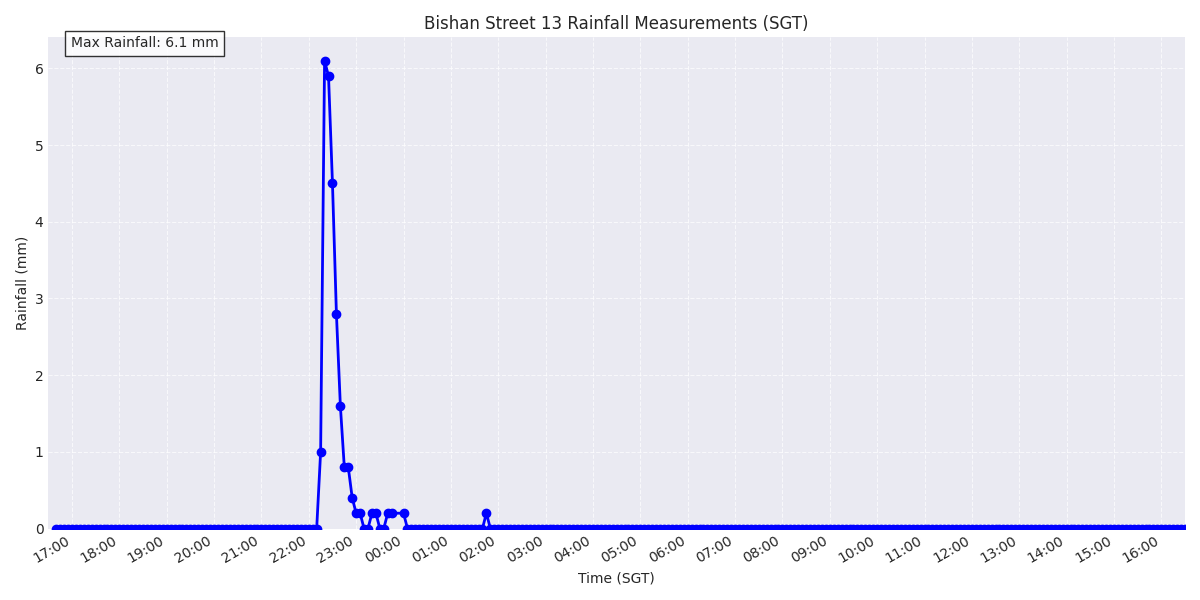 Bishan Street 13 Rainfall Measurements (SGT)
Max Rainfall: 6.1 mm
Rainfall (mm)
6
5
4
3
2
1
0
17:00 18:00 19:00 20:00 21:00 22:00 23:00 00:00 01:00 02:00 03:00 04:00 05:00 06:00 07:00 08:00 09:00 10:00 11:00 12:00 13:00 14:00 15:00 16:00
Time (SGT)